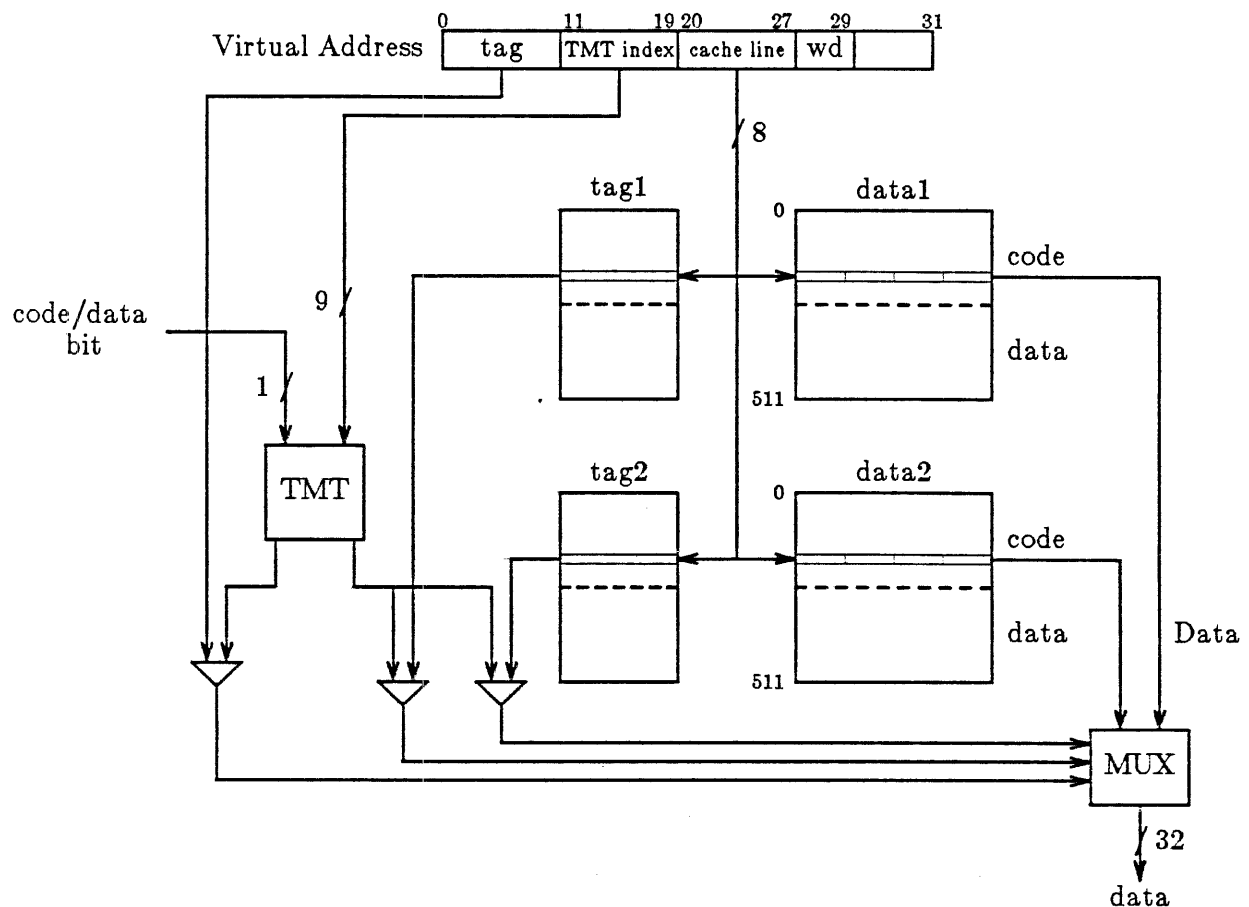 0 11 19 20 27 29 31
Virtual Address tag TMT index cache line wd
8
tag1 data1
0
code
9
code/data
bit
data
1
511
TMT
tag2 data2
0
code
data
Data
511
MUX
32
data